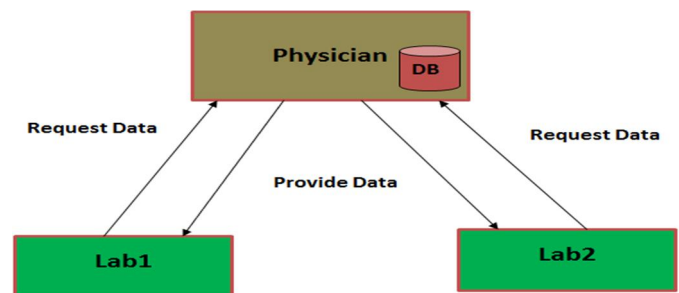 Physician
DB
Request Data
Request Data
Provide Data
Lab1
Lab2